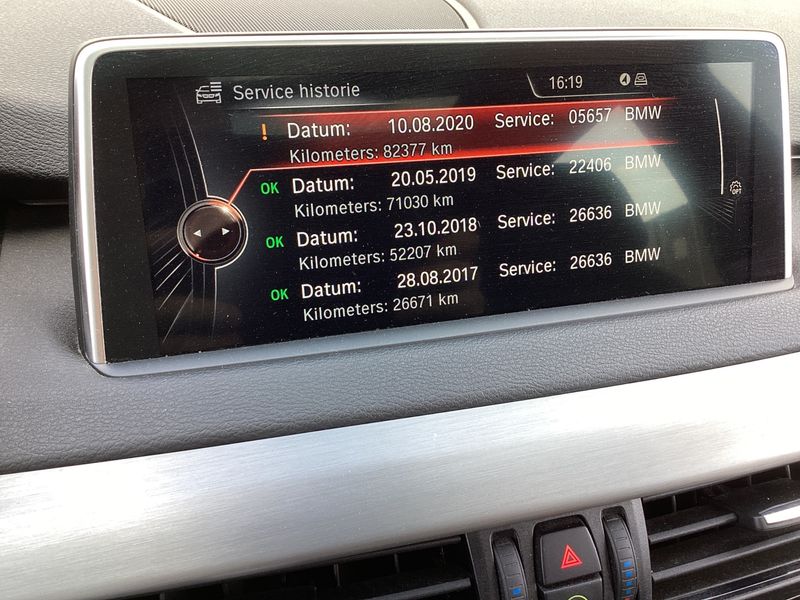 Service historie 16:19
! Datum: 10.08.2020 Service: 05657 BMW
Kilometers: 82377 km
OK Datum: 20.05.2019 Service: 22406 BMW
Kilometers: 71030 km
OK Datum: 23.10.2018 Service: 26636 BMW
Kilometers: 52207 km
OK Datum: 28.08.2017 Service: 26636 BMW
Kilometers: 26671 km
OPT